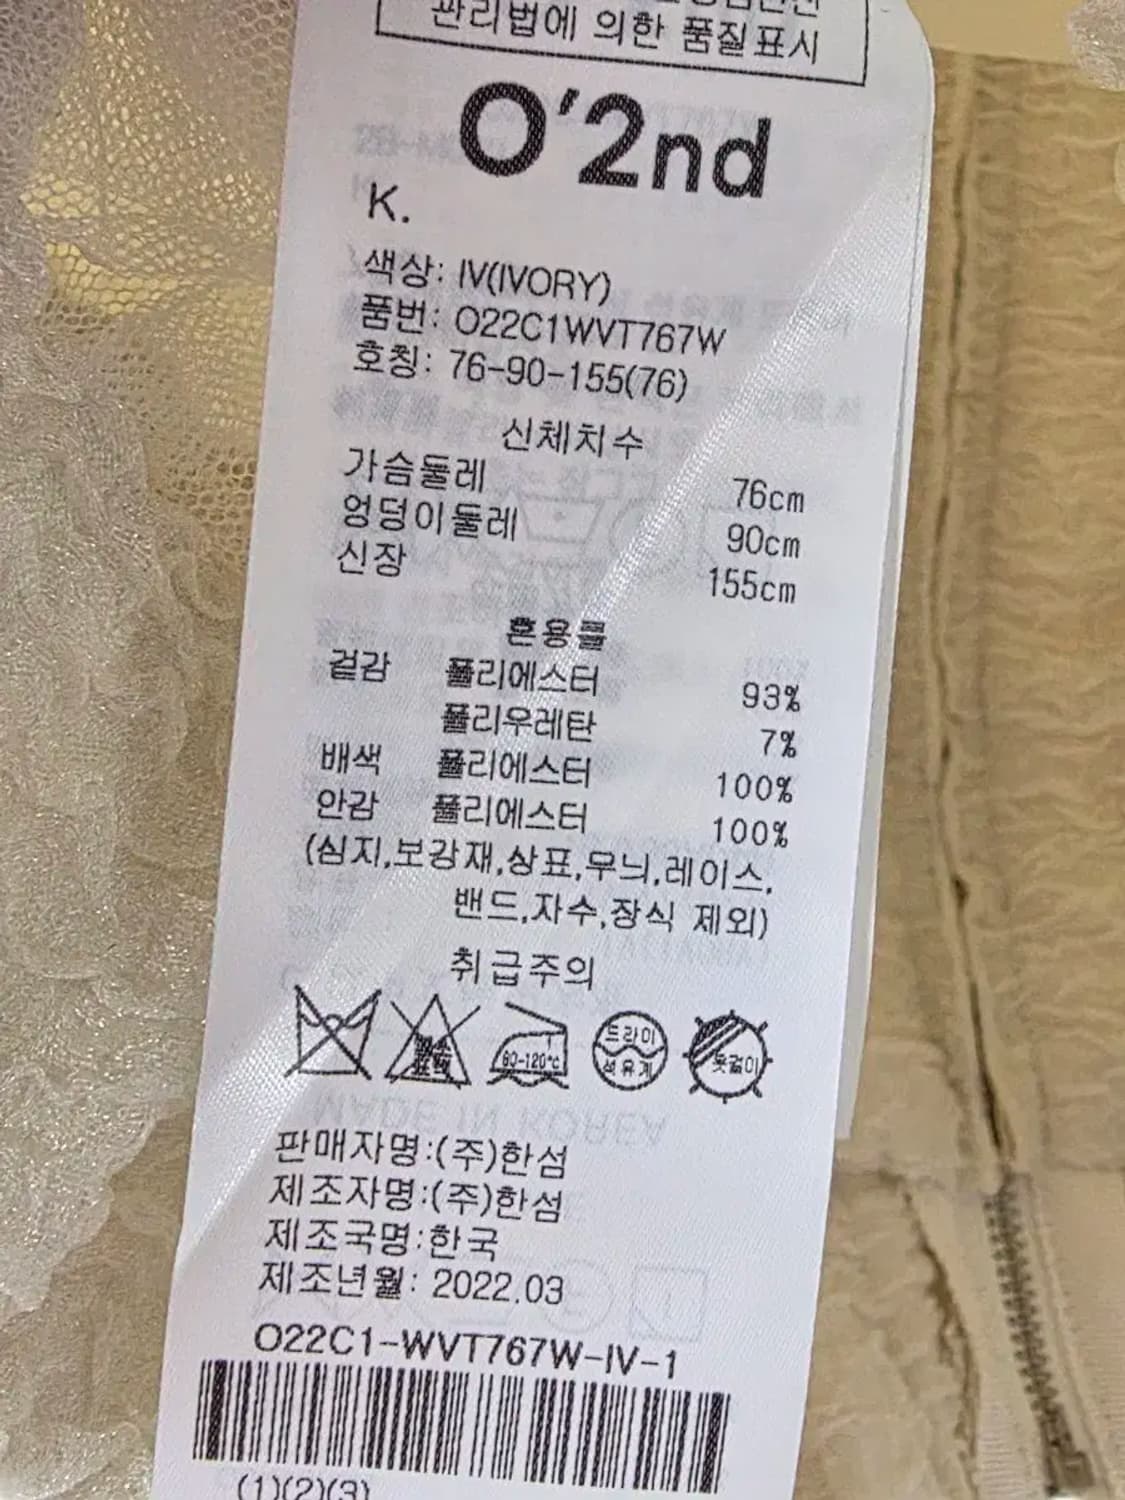 관리법에 의한 품질표시
O'2nd
K.
색상: IV(IVORY)
품번: O22C1WVT767W
호칭: 76-90-155(76)
신체치수
가슴둘레 76cm
엉덩이둘레 90cm
신장 155cm
혼용률
겉감 폴리에스터 93%
폴리우레탄 7%
배색 폴리에스터 100%
안감 폴리에스터 100%
(심지,보강재,상표,무늬,레이스,
밴드,자수,장식 제외)
취급주의
80-120℃
드라이
석유계
옷걸이
판매자명:(주)한섬
제조자명:(주)한섬
제조국명:한국
제조년월: 2022.03
O22C1-WVT767W-IV-1
(1)(2)(3)